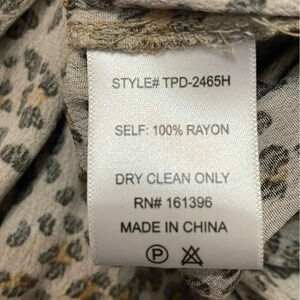 STYLE# TPD-2465H
SELF: 100% RAYON
DRY CLEAN ONLY
RN# 161396
MADE IN CHINA
P